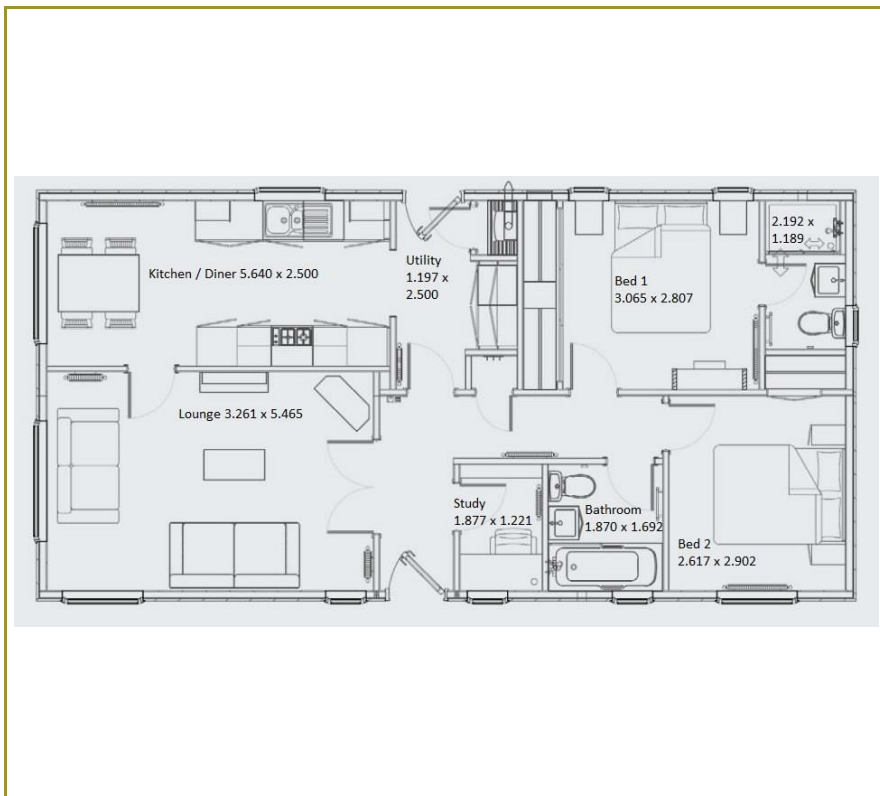 2.192 x
1.189
Kitchen / Diner 5.640 x 2.500
Utility
1.197 x
2.500
Bed 1
3.065 x 2.807
Lounge 3.261 x 5.465
Study
1.877 x 1.221
Bathroom
1.870 x 1.692
Bed 2
2.617 x 2.902